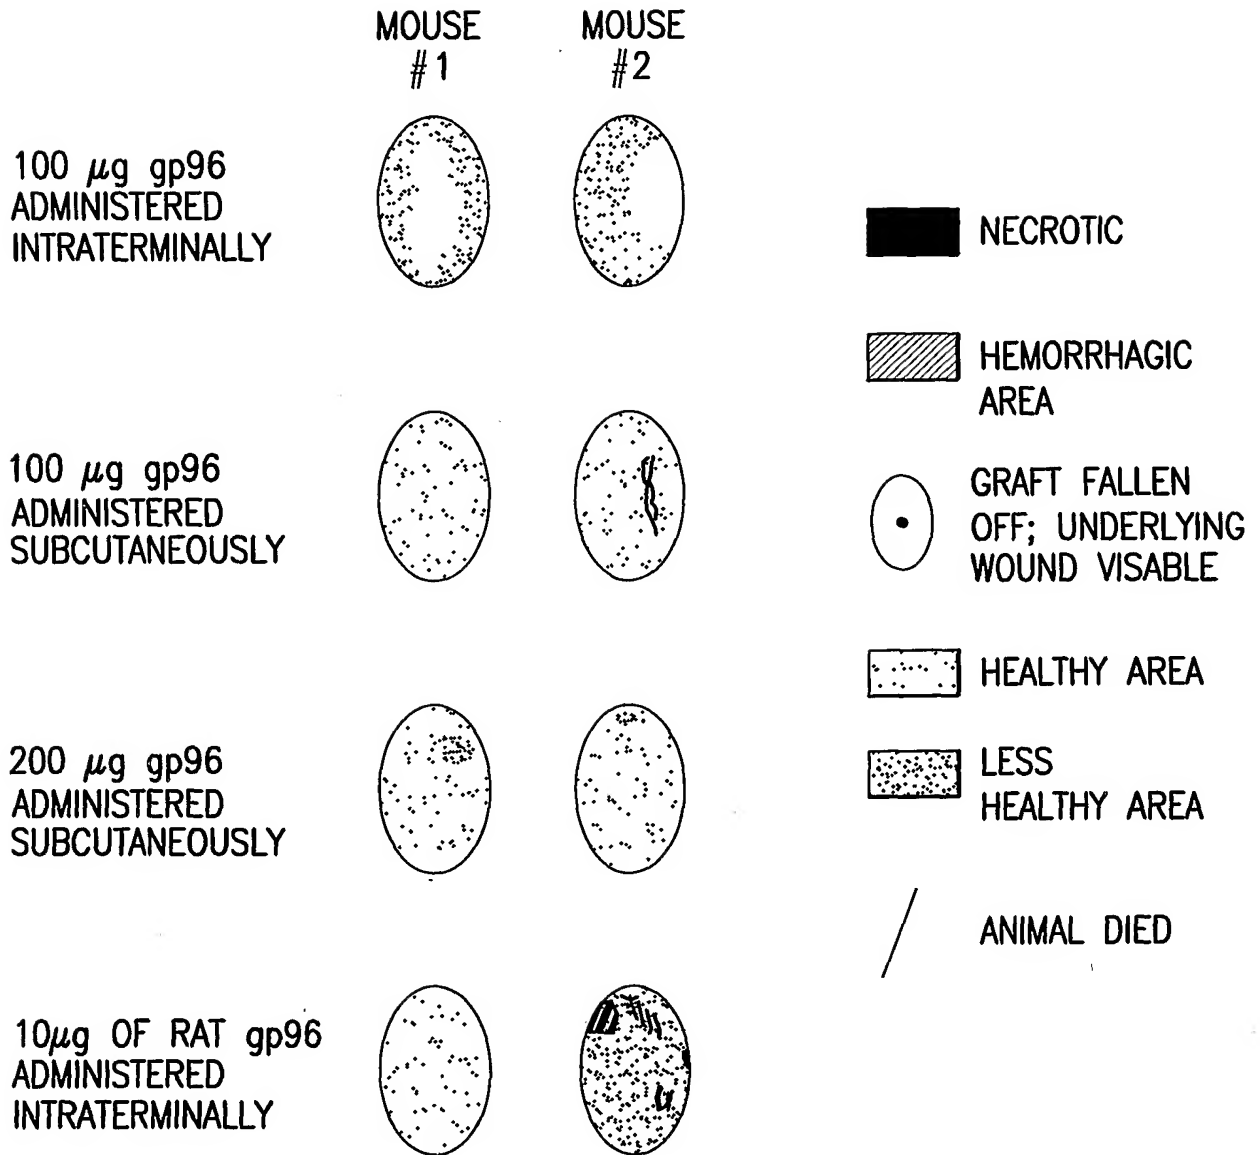 MOUSE
#1
MOUSE
#2
100 μg gp96
ADMINISTERED
INTRATERMINALLY
100 μg gp96
ADMINISTERED
SUBCUTANEOUSLY
200 μg gp96
ADMINISTERED
SUBCUTANEOUSLY
10μg OF RAT gp96
ADMINISTERED
INTRATERMINALLY
NECROTIC
HEMORRHAGIC
AREA
GRAFT FALLEN
OFF; UNDERLYING
WOUND VISABLE
HEALTHY AREA
LESS
HEALTHY AREA
ANIMAL DIED